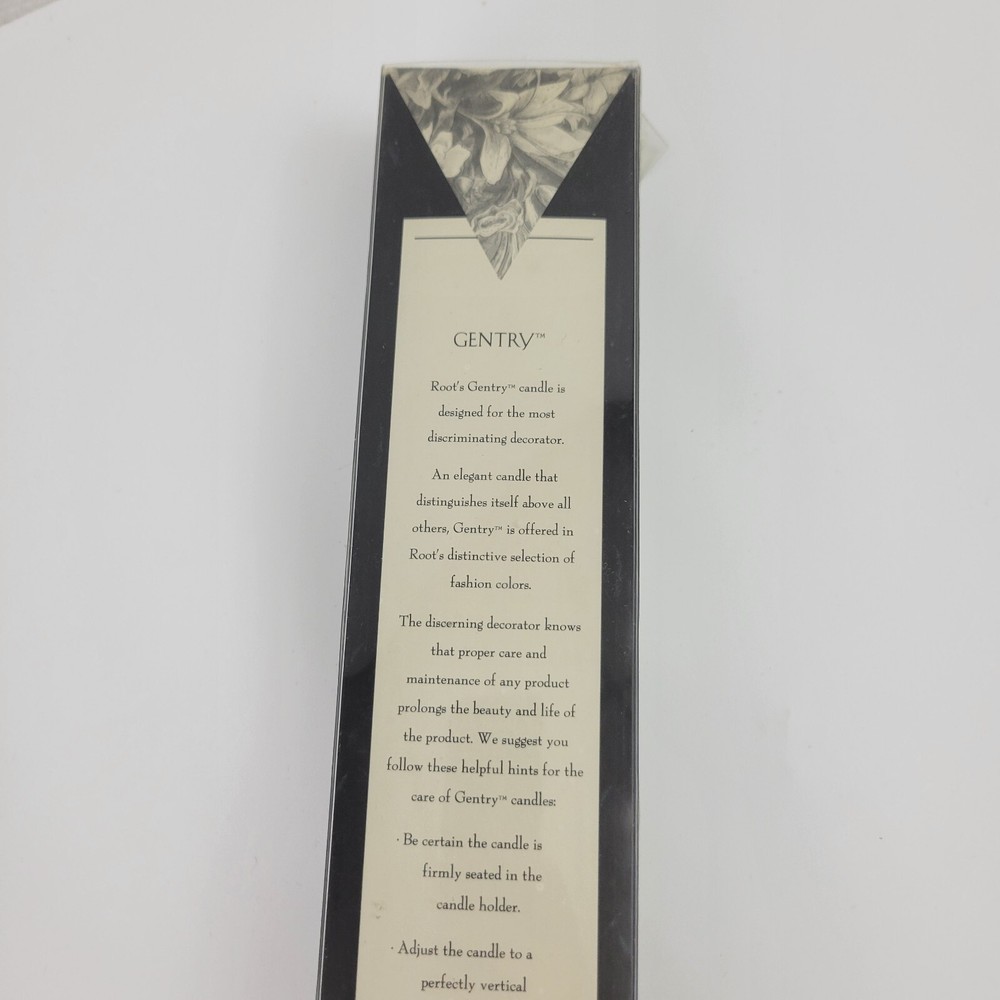 GENTRY™
Root's Gentry™ candle is
designed for the most
discriminating decorator.
An elegant candle that
distinguishes itself above all
others, Gentry™ is offered in
Root's distinctive selection of
fashion colors.
The discerning decorator knows
that proper care and
maintenance of any product
prolongs the beauty and life of
the product. We suggest you
follow these helpful hints for the
care of Gentry™ candles:
· Be certain the candle is
firmly seated in the
candle holder.
· Adjust the candle to a
perfectly vertical